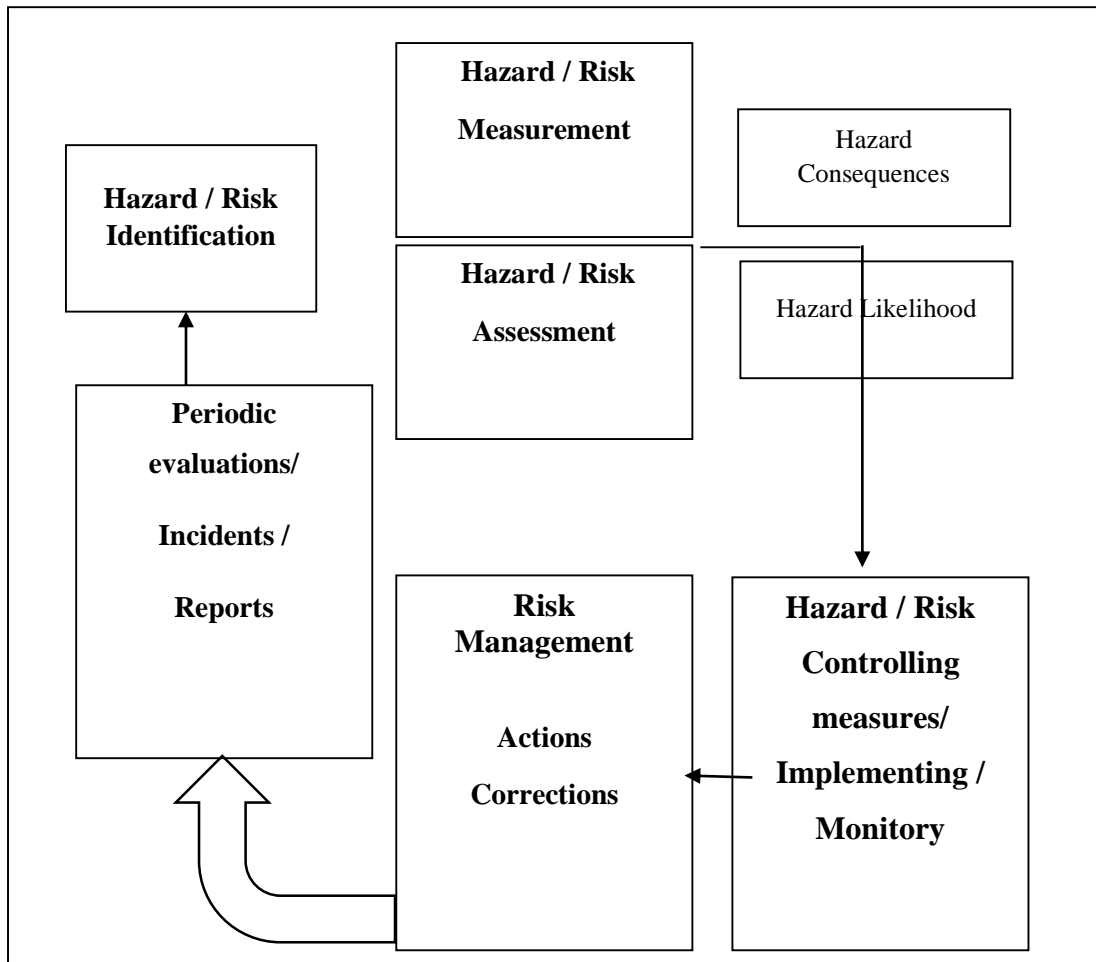 Hazard / Risk
Measurement
Hazard
Consequences
Hazard / Risk
Identification
Hazard / Risk
Assessment
Hazard Likelihood
Periodic
evaluations/
Incidents /
Reports
Risk
Management
Actions
Corrections
Hazard / Risk
Controlling
measures/
Implementing /
Monitory